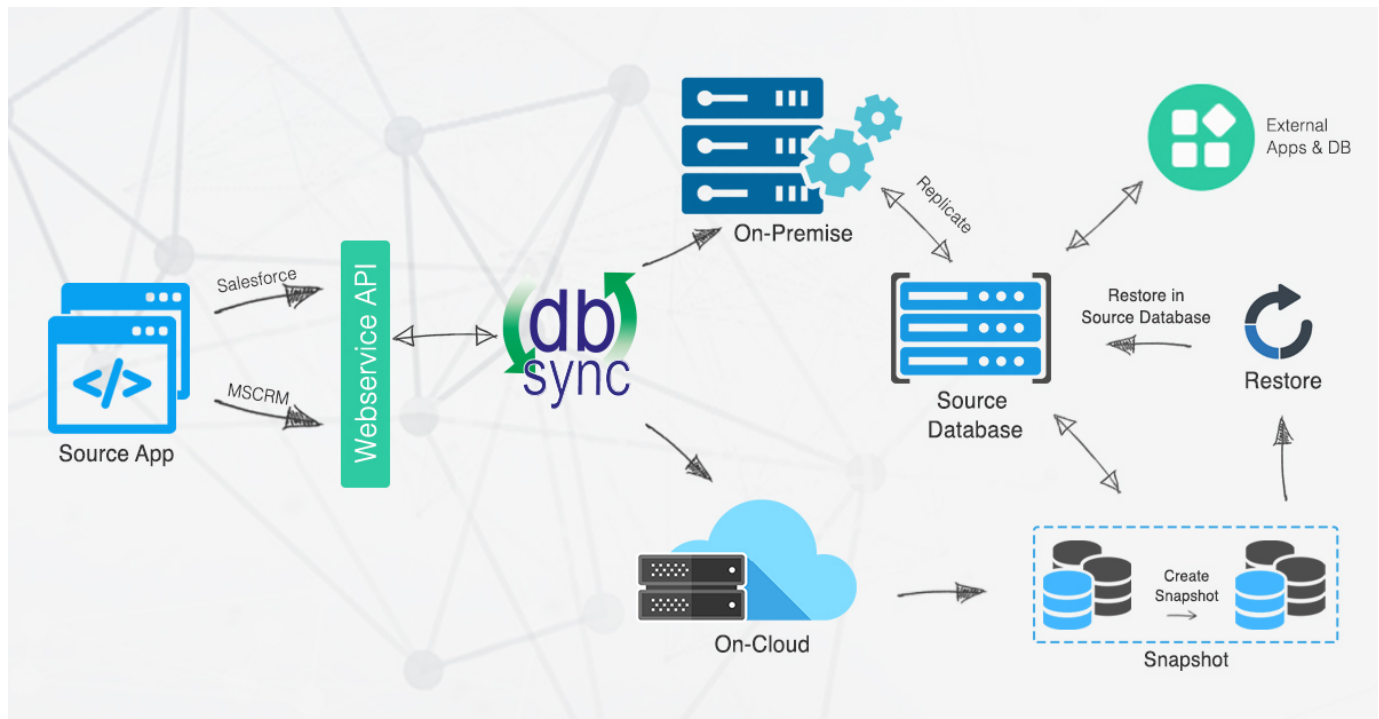 External
Apps & DB
Replicate
On-Premise
Salesforce
Webservice API
db
sync
Restore in
Source Database
MSCRM
Restore
Source App
Source
Database
Create
Snapshot
On-Cloud
Snapshot